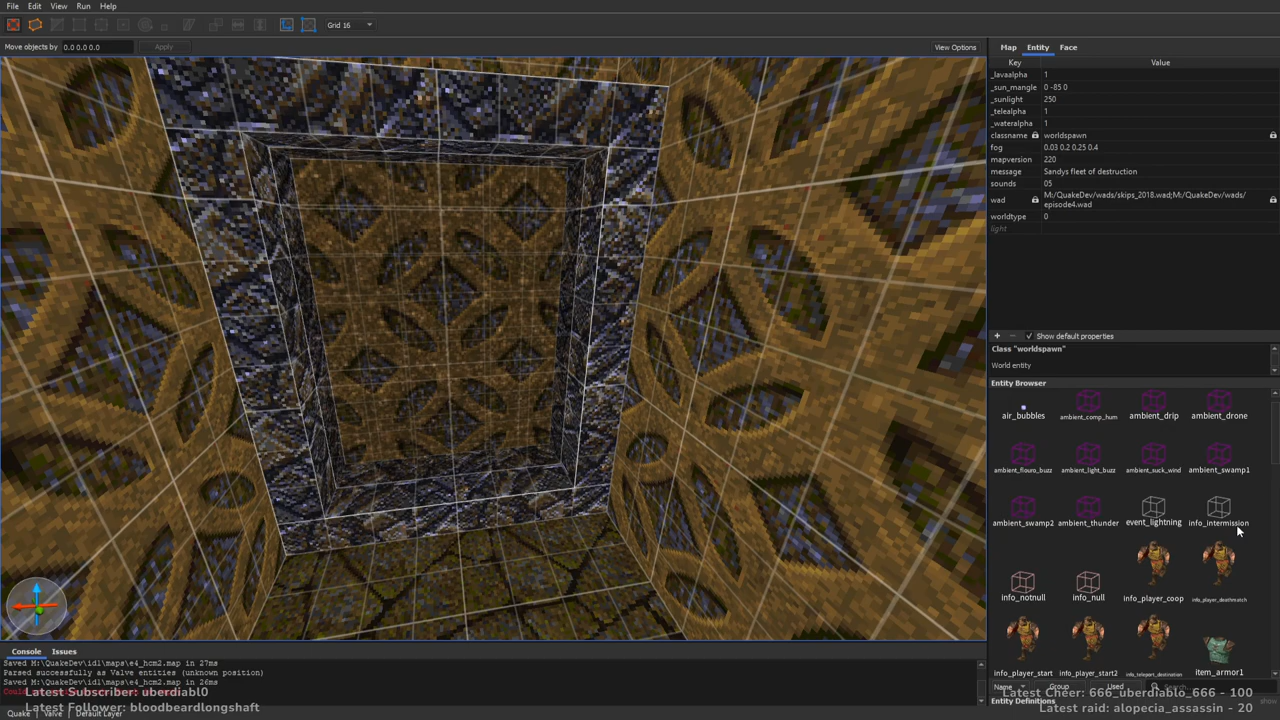 File Edit View Run Help
Grid 16
Move objects by 0.0 0.0 0.0 Apply View Options
Map Entity Face
Key Value
_lavaalpha 1
_sun_mangle 0 -85 0
_sunlight 250
_telealpha 1
_wateralpha 1
classname worldspawn
fog 0.03 0.2 0.25 0.4
mapversion 220
message Sandys fleet of destruction
sounds 05
wad M:/QuakeDev/wads/skips_2018.wad;M:/QuakeDev/wads/
episode4.wad
worldtype 0
light
+ − Show default properties
Class "worldspawn"
World entity
Entity Browser
air_bubbles ambient_comp_hum ambient_drip ambient_drone
ambient_flouro_buzz ambient_light_buzz ambient_suck_wind ambient_swamp1
ambient_swamp2 ambient_thunder event_lightning info_intermission
info_notnull info_null info_player_coop info_player_deathmatch
info_player_start info_player_start2 info_teleport_destination item_armor1
Name Group Used Search...
Entity Definitions show
Console Issues
Saved M:\QuakeDev\id1\maps\e4_hcm2.map in 27ms
Parsed successfully as Valve entities (unknown position)
Saved M:\QuakeDev\id1\maps\e4_hcm2.map in 26ms
Latest Subscriber: uberdiabl0
Latest Follower: bloodbeardlongshaft
Latest Cheer: 666_uberdiablo_666 - 100
Latest raid: alopecia_assassin - 20
Quake Valve Default Layer